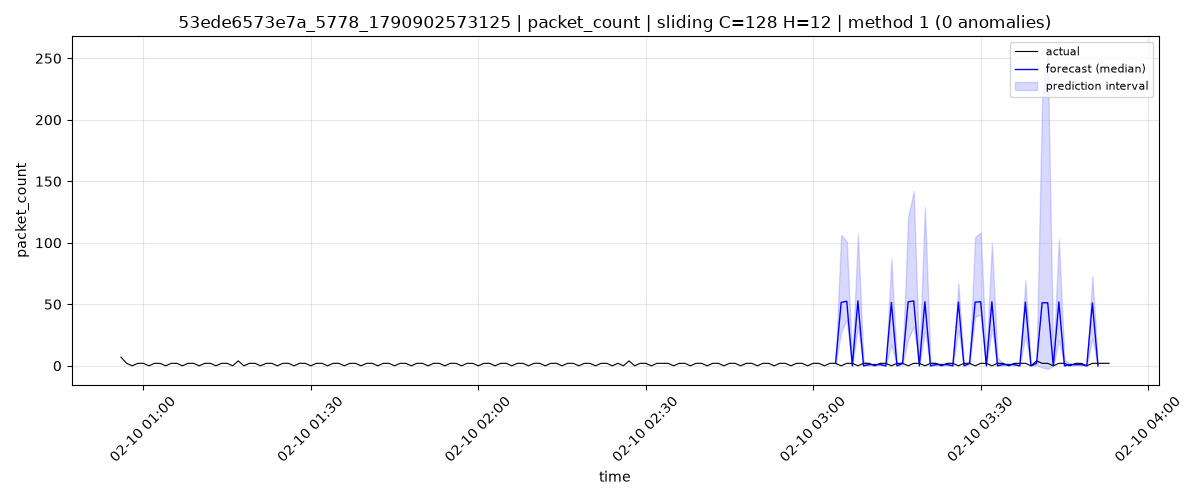 53ede6573e7a_5778_1790902573125 | packet_count | sliding C=128 H=12 | method 1 (0 anomalies)
actual
forecast (median)
prediction interval
packet_count
250
200
150
100
50
0
02-10 01:00
02-10 01:30
02-10 02:00
02-10 02:30
02-10 03:00
02-10 03:30
02-10 04:00
time